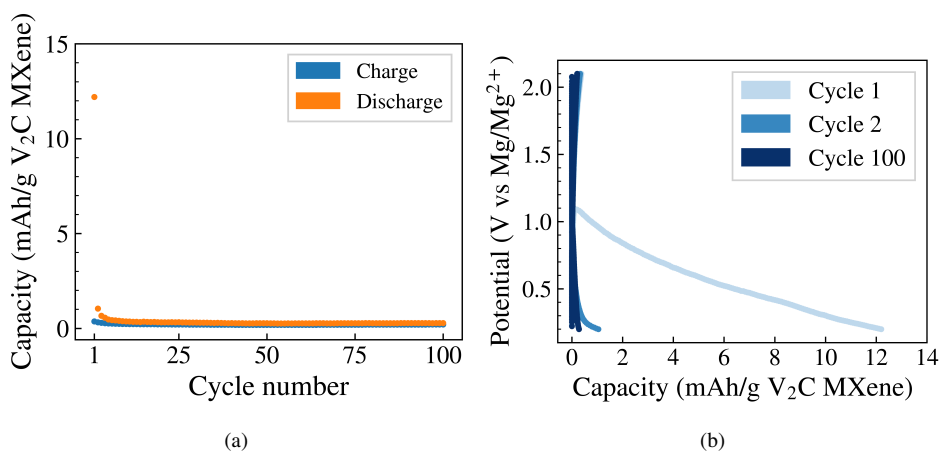 Capacity (mAh/g V₂C MXene)
15
10
5
0
Charge
Discharge
1
25
50
75
100
Cycle number
(a)
Potential (V vs Mg/Mg²⁺)
2.0
1.5
1.0
0.5
Cycle 1
Cycle 2
Cycle 100
0
2
4
6
8
10
12
14
Capacity (mAh/g V₂C MXene)
(b)